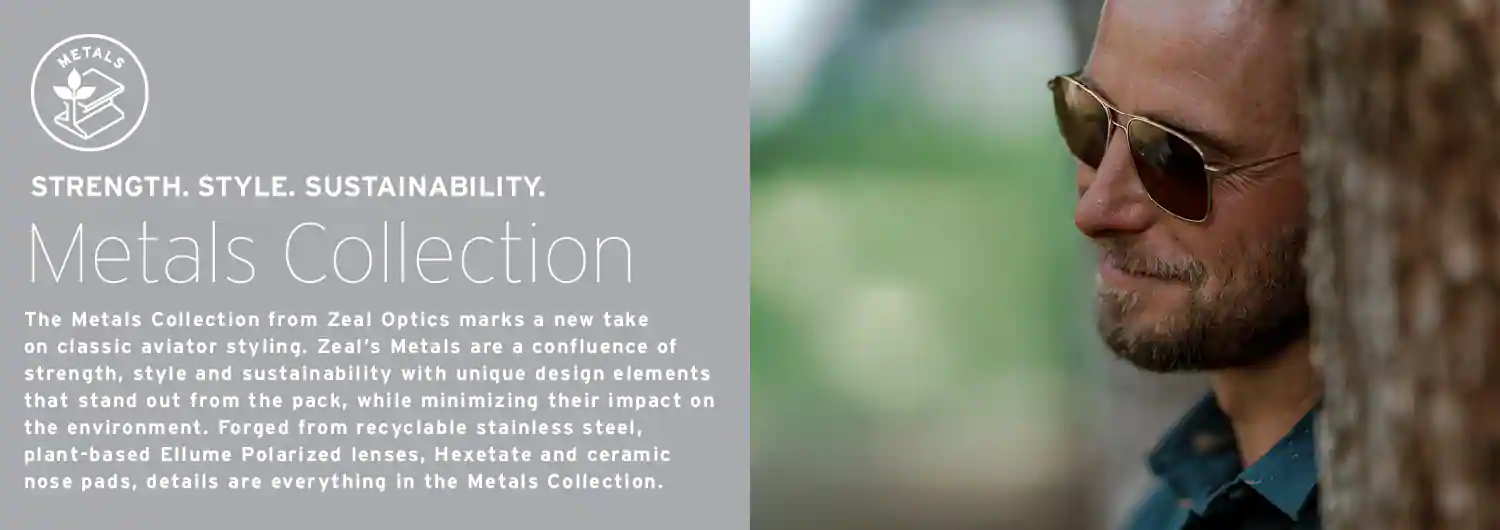 METALS
STRENGTH. STYLE. SUSTAINABILITY.
Metals Collection
The Metals Collection from Zeal Optics marks a new take
on classic aviator styling. Zeal's Metals are a confluence of
strength, style and sustainability with unique design elements
that stand out from the pack, while minimizing their impact on
the environment. Forged from recyclable stainless steel,
plant-based Ellume Polarized lenses, Hexetate and ceramic
nose pads, details are everything in the Metals Collection.